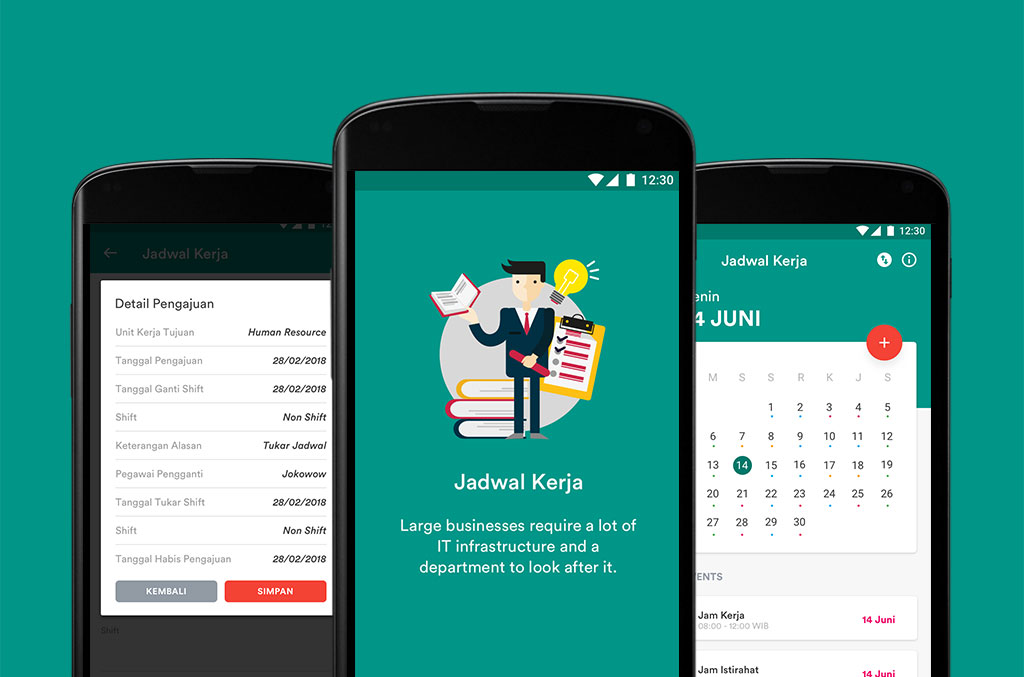 Jadwal Kerja
Detail Pengajuan
Unit Kerja Tujuan Human Resource
Tanggal Pengajuan 28/02/2018
Tanggal Ganti Shift 28/02/2018
Shift Non Shift
Keterangan Alasan Tukar Jadwal
Pegawai Pengganti Jokowow
Tanggal Tukar Shift 28/02/2018
Shift Non Shift
Tanggal Habis Pengajuan 28/02/2018
KEMBALI SIMPAN
Shift
12:30
Jadwal Kerja
Large businesses require a lot of
IT infrastructure and a
department to look after it.
12:30
Jadwal Kerja
enin
14 JUNI
+
M S S R K J S
1 2 3 4 5
6 7 8 9 10 11 12
13 14 15 16 17 18 19
20 21 22 23 24 25 26
27 28 29 30
ENTS
Jam Kerja
08:00 - 12:00 WIB
14 Juni
Jam Istirahat
14 Juni